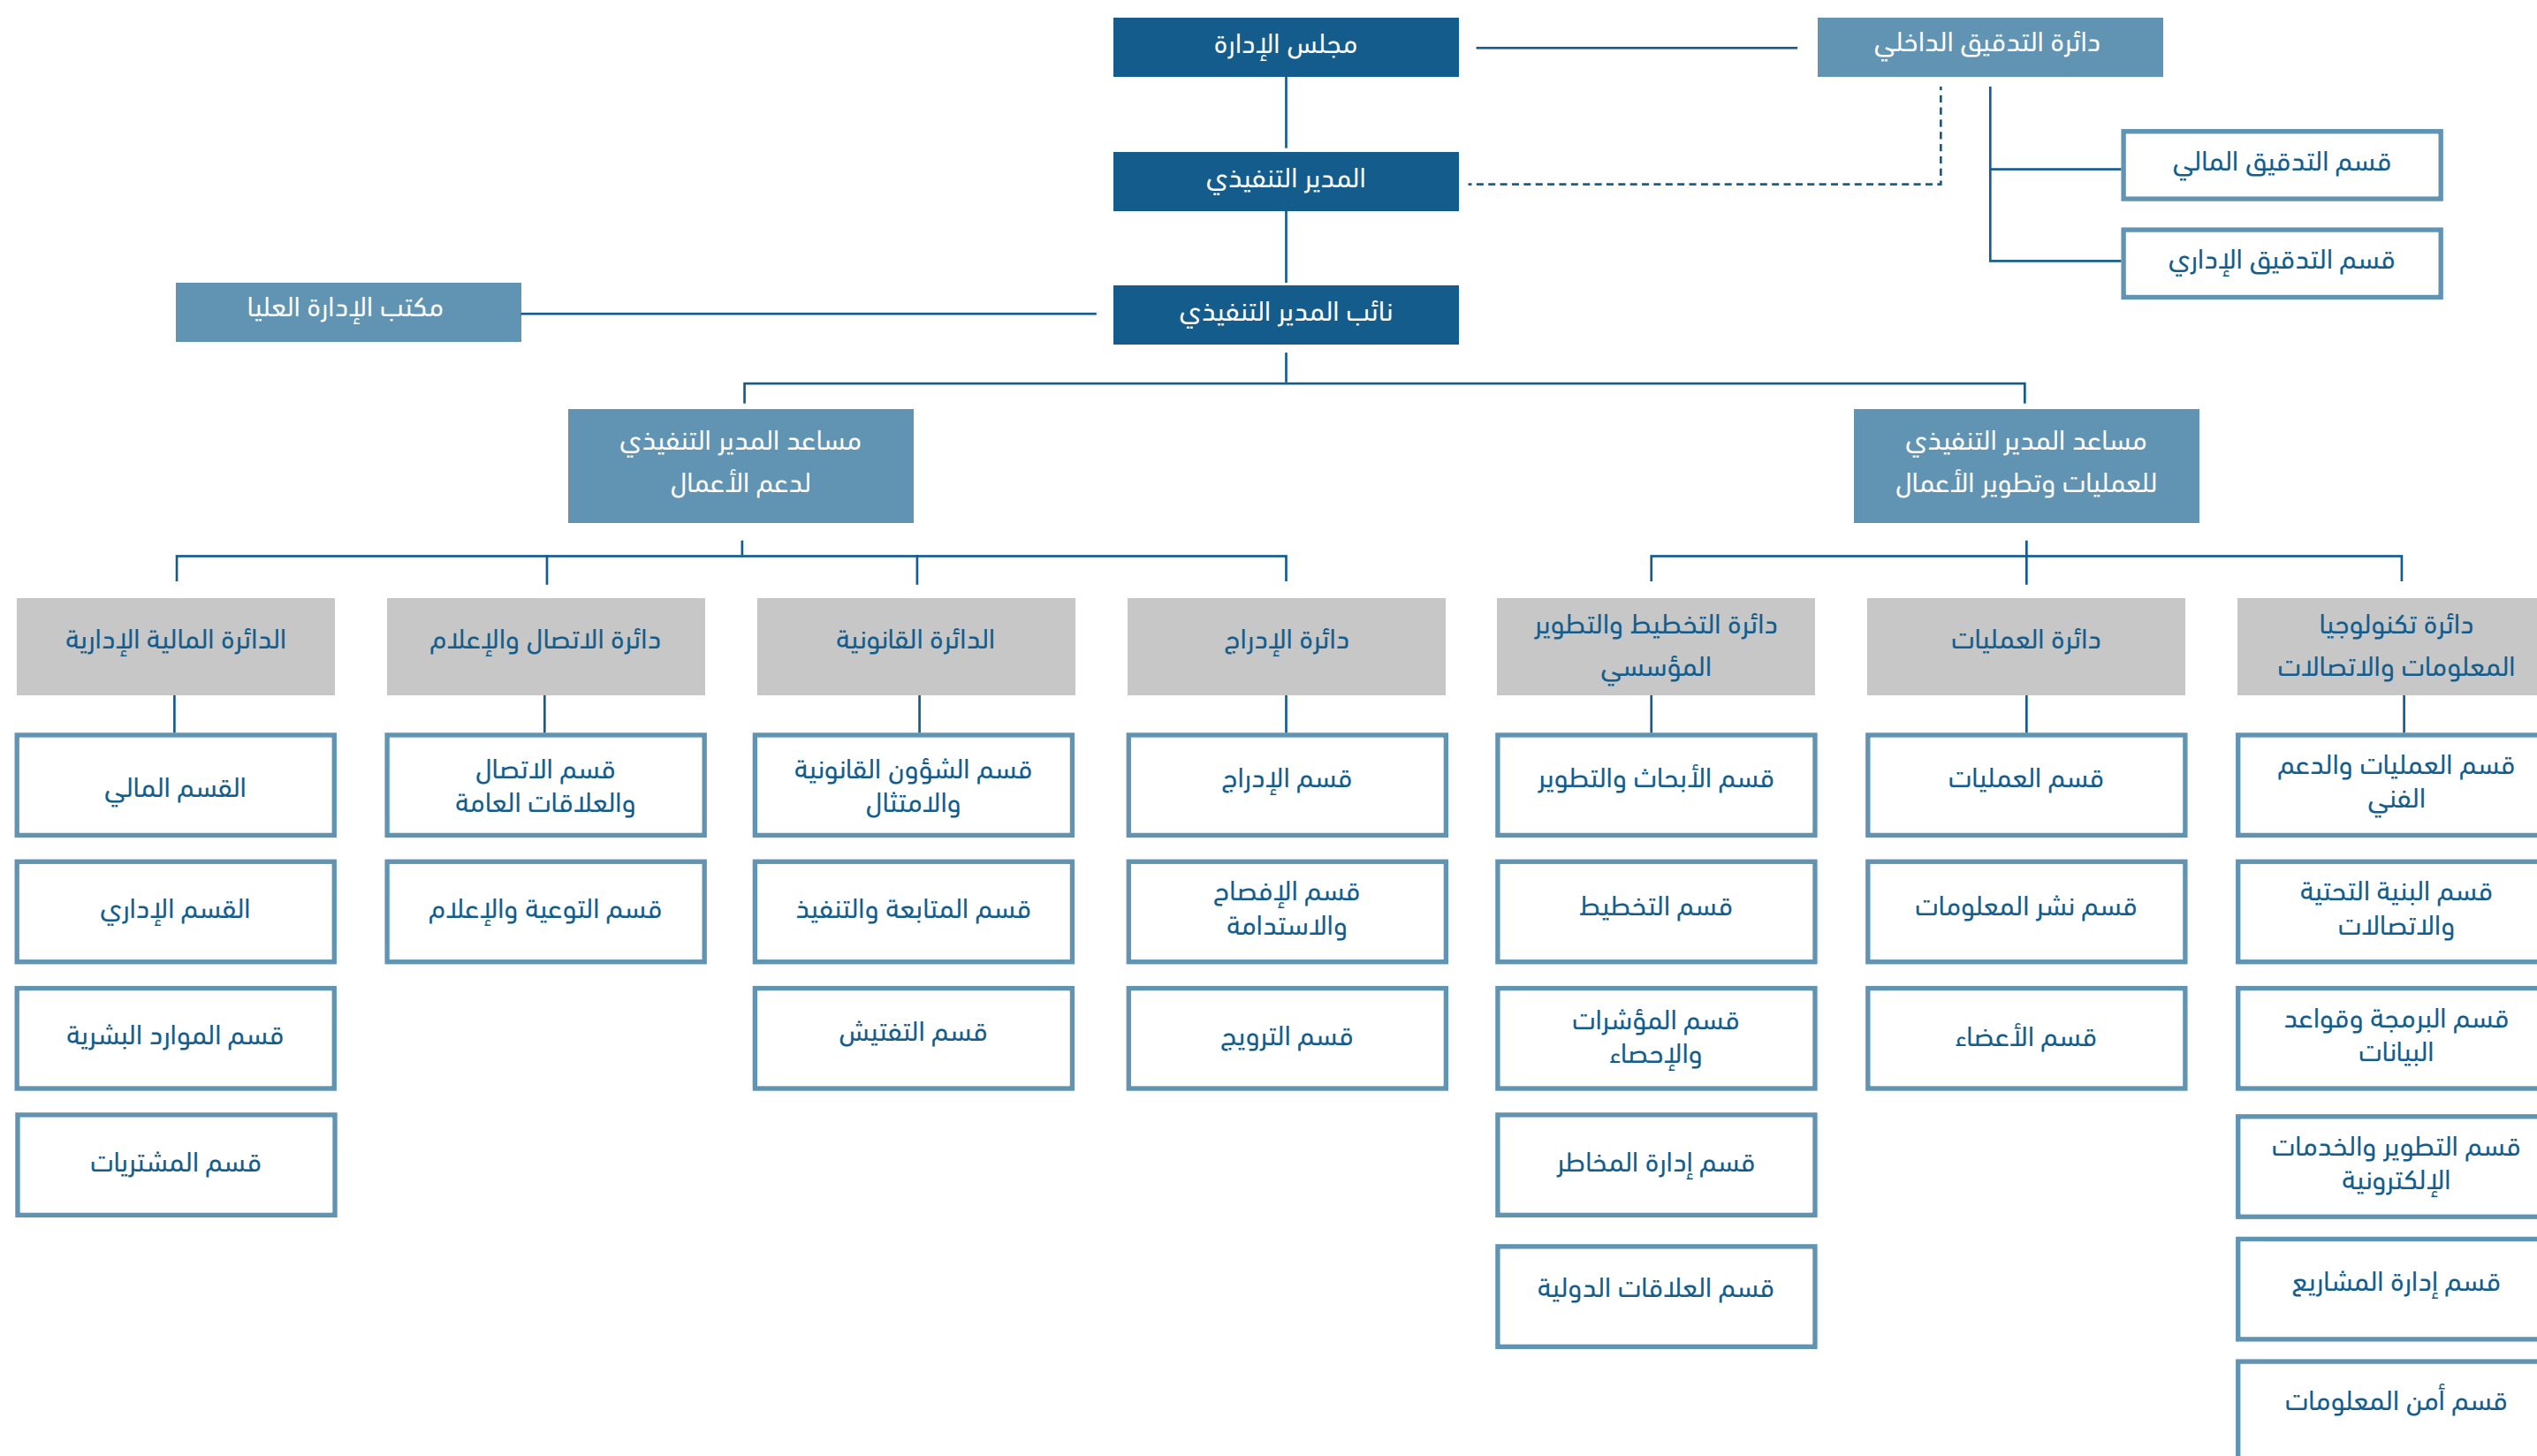 دائرة التدقيق الداخلي
مجلس الإدارة
قسم التدقيق المالي
المدير التنفيذي
قسم التدقيق الإداري
نائب المدير التنفيذي
مكتب الإدارة العليا
مساعد المدير التنفيذي
للعمليات وتطوير الأعمال
مساعد المدير التنفيذي
لدعم الأعمال
دائرة تكنولوجيا
المعلومات والاتصالات
قسم العمليات والدعم
الفني
قسم البنية التحتية
والاتصالات
قسم البرمجة وقواعد
البيانات
قسم التطوير والخدمات
الإلكترونية
قسم إدارة المشاريع
قسم أمن المعلومات
دائرة العمليات
قسم العمليات
قسم نشر المعلومات
قسم الأعضاء
دائرة التخطيط والتطوير
المؤسسي
قسم الأبحاث والتطوير
قسم التخطيط
قسم المؤشرات
والإحصاء
قسم إدارة المخاطر
قسم العلاقات الدولية
دائرة الإدراج
قسم الإدراج
قسم الإفصاح
والاستدامة
قسم الترويج
الدائرة القانونية
قسم الشؤون القانونية
والامتثال
قسم المتابعة والتنفيذ
قسم التفتيش
دائرة الاتصال والإعلام
قسم الاتصال
والعلاقات العامة
قسم التوعية والإعلام
الدائرة المالية الإدارية
القسم المالي
القسم الإداري
قسم الموارد البشرية
قسم المشتريات